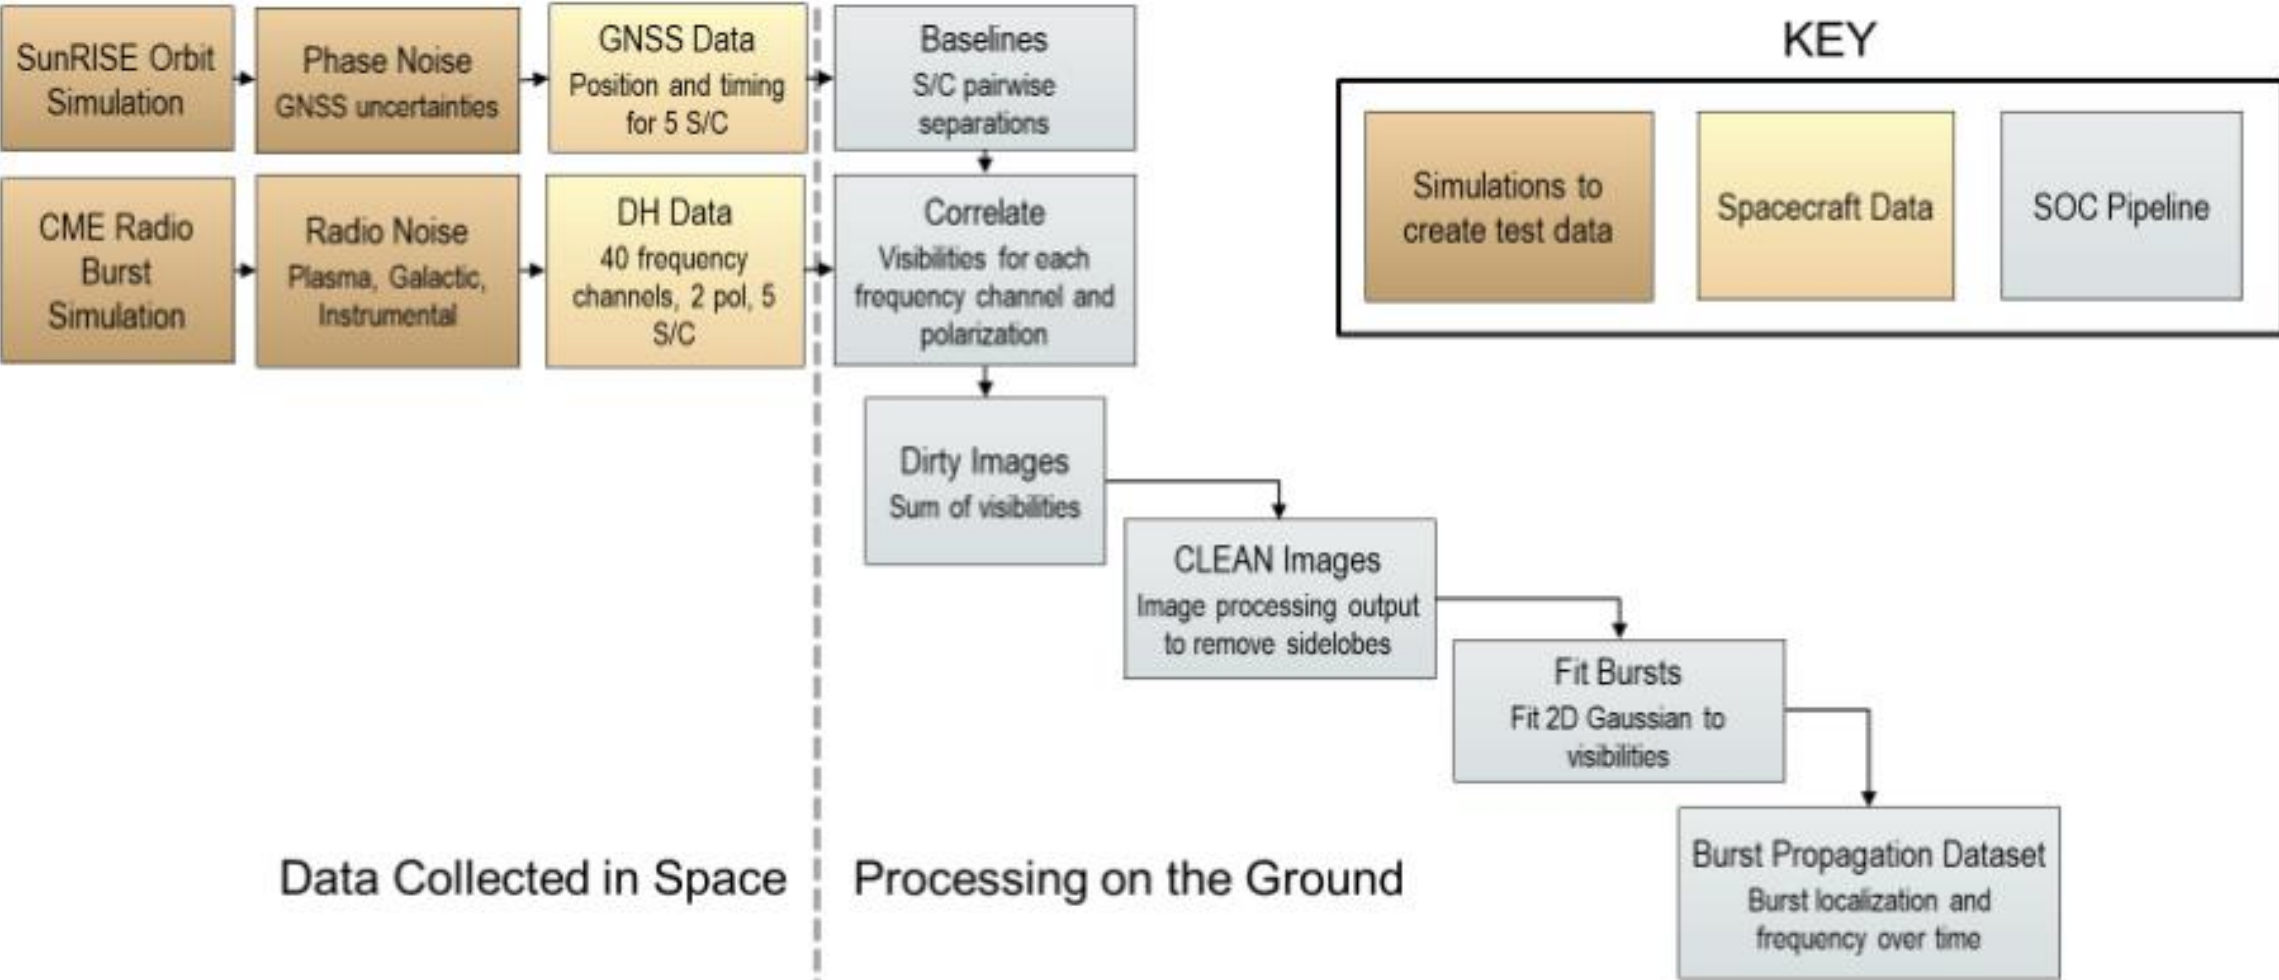 SunRISE Orbit
Simulation
Phase Noise
GNSS uncertainties
GNSS Data
Position and timing
for 5 S/C
Baselines
S/C pairwise
separations
KEY
Simulations to
create test data
Spacecraft Data
SOC Pipeline
CME Radio
Burst
Simulation
Radio Noise
Plasma, Galactic,
Instrumental
DH Data
40 frequency
channels, 2 pol, 5
S/C
Correlate
Visibilities for each
frequency channel and
polarization
Dirty Images
Sum of visibilities
CLEAN Images
Image processing output
to remove sidelobes
Fit Bursts
Fit 2D Gaussian to
visibilities
Burst Propagation Dataset
Burst localization and
frequency over time
Data Collected in Space
Processing on the Ground